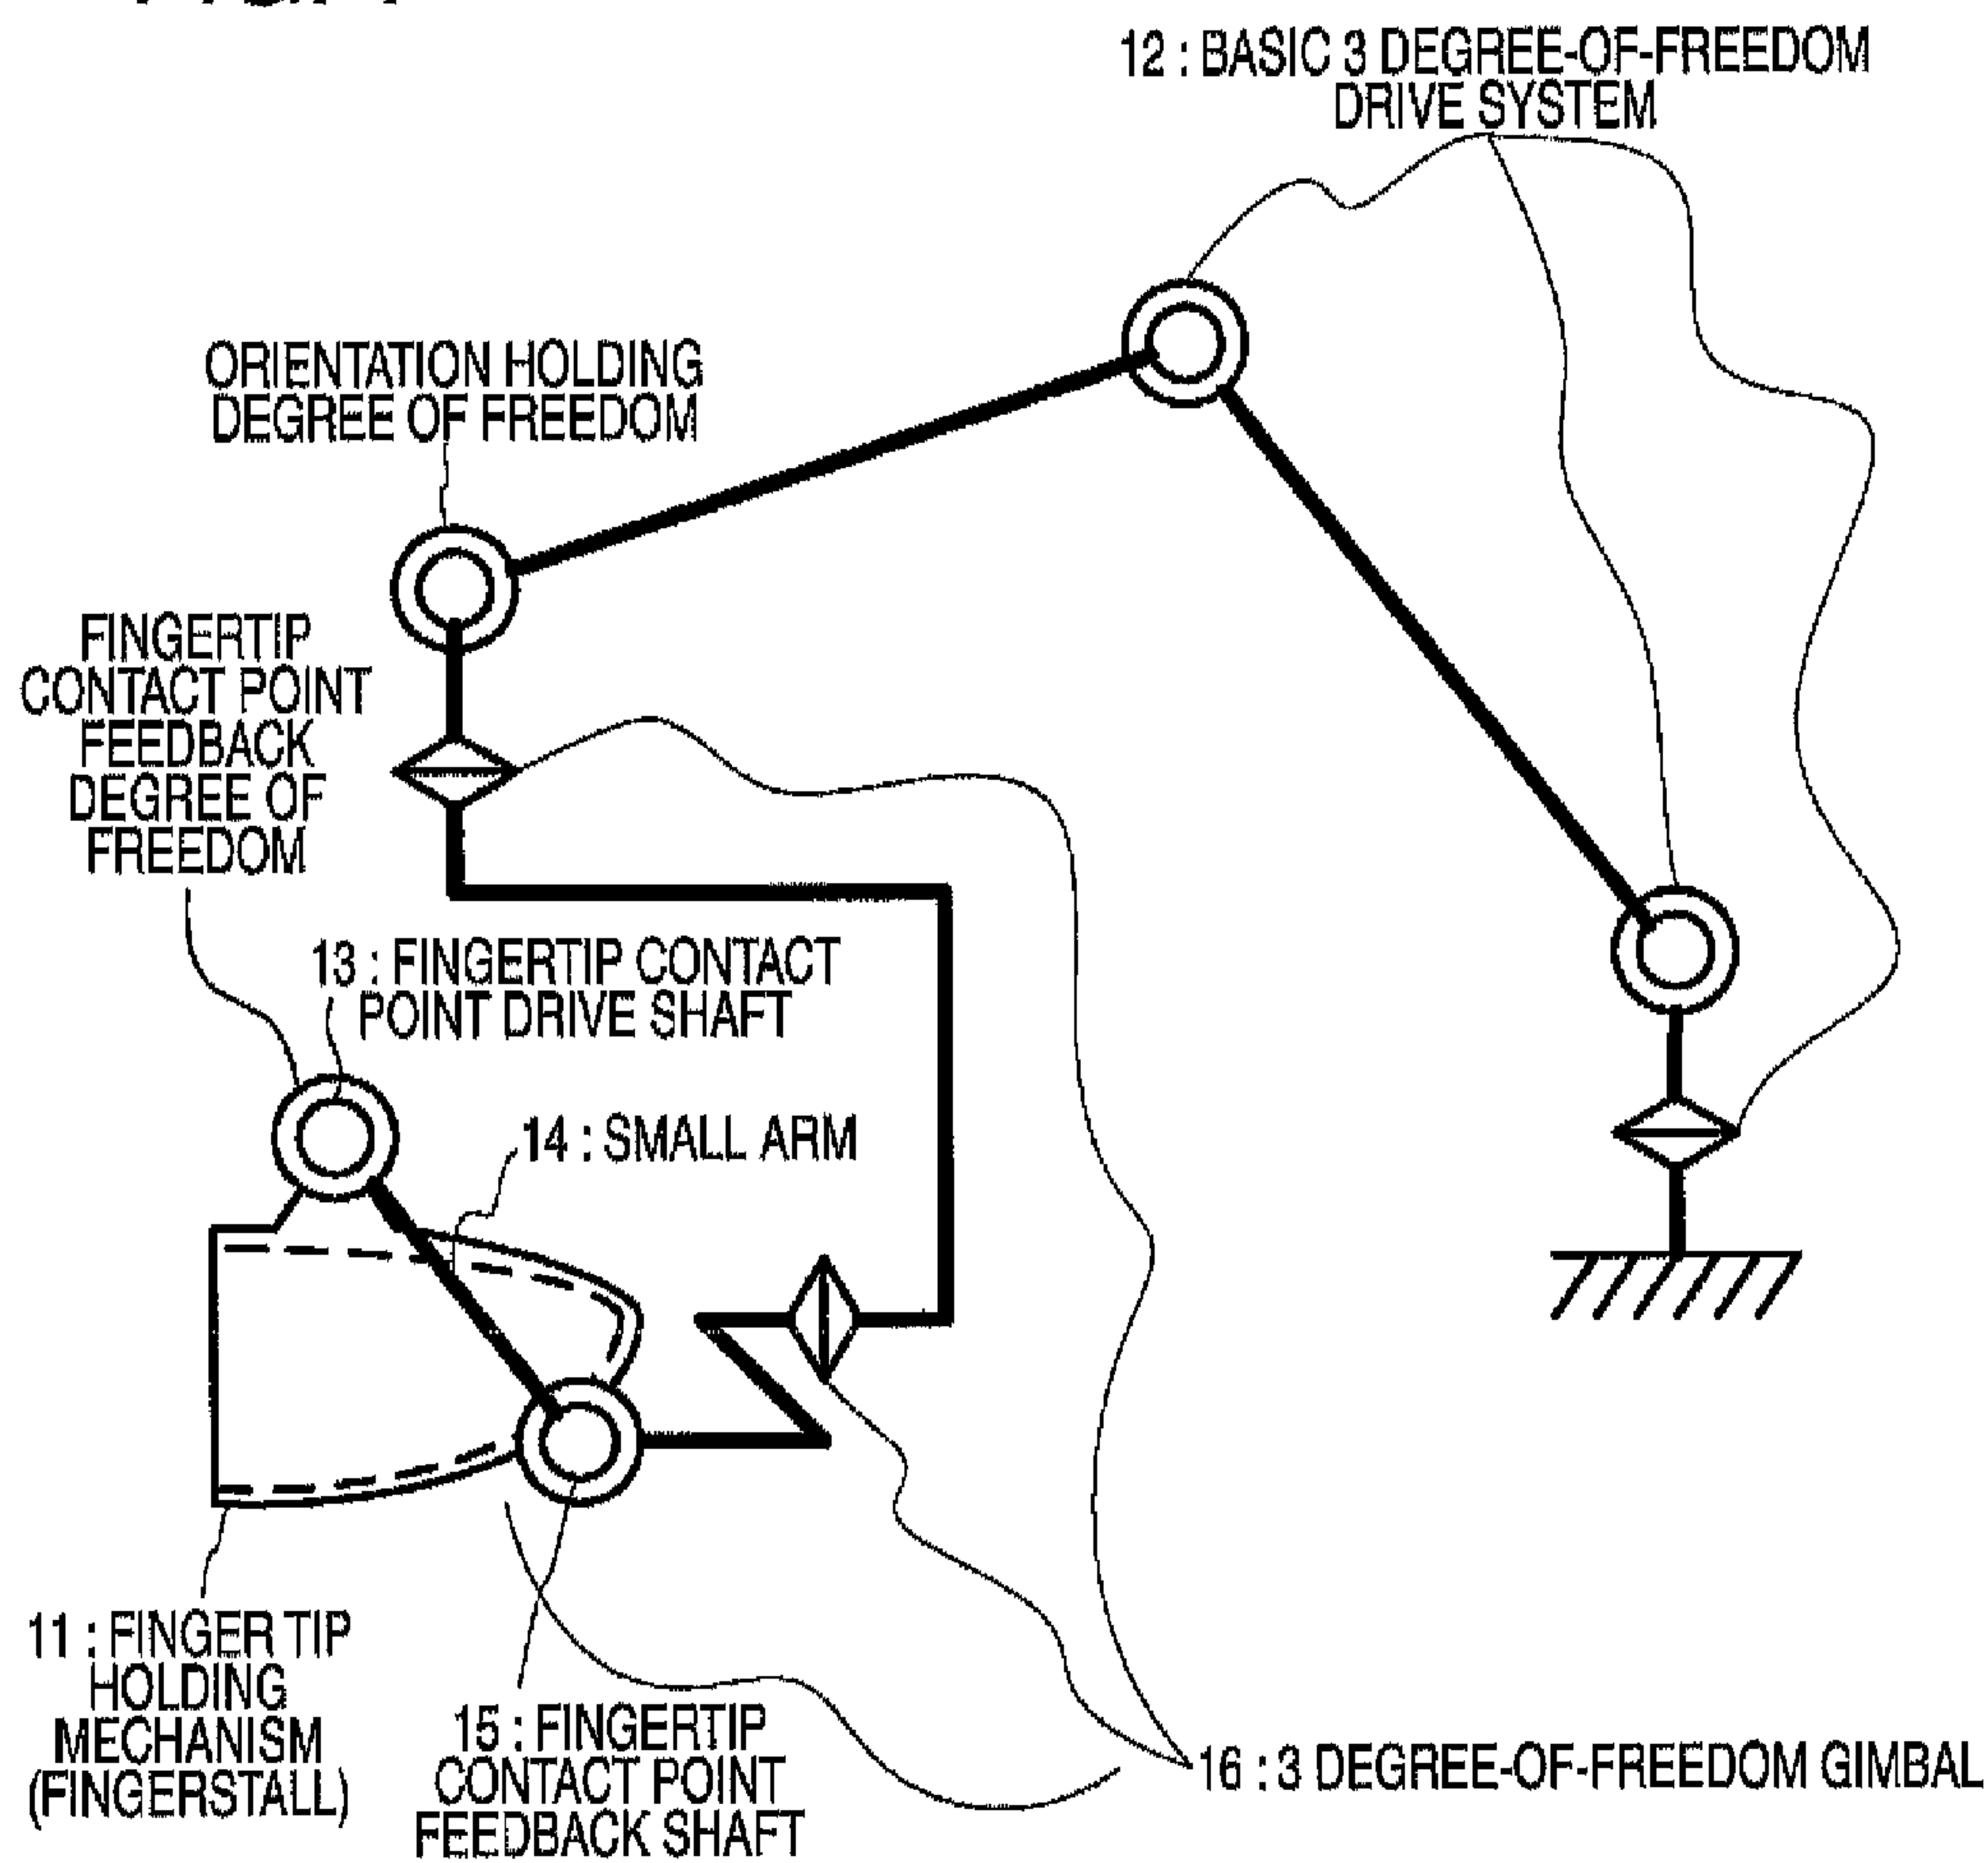 12 : BASIC 3 DEGREE-OF-FREEDOM
DRIVE SYSTEM
ORIENTATION HOLDING
DEGREE OF FREEDOM
FINGERTIP
CONTACT POINT
FEEDBACK
DEGREE OF
FREEDOM
13 : FINGERTIP CONTACT
POINT DRIVE SHAFT
14 : SMALL ARM
11 : FINGER TIP
HOLDING
MECHANISM
(FINGERSTALL)
15 : FINGERTIP
CONTACT POINT
FEEDBACK SHAFT
16 : 3 DEGREE-OF-FREEDOM GIMBAL